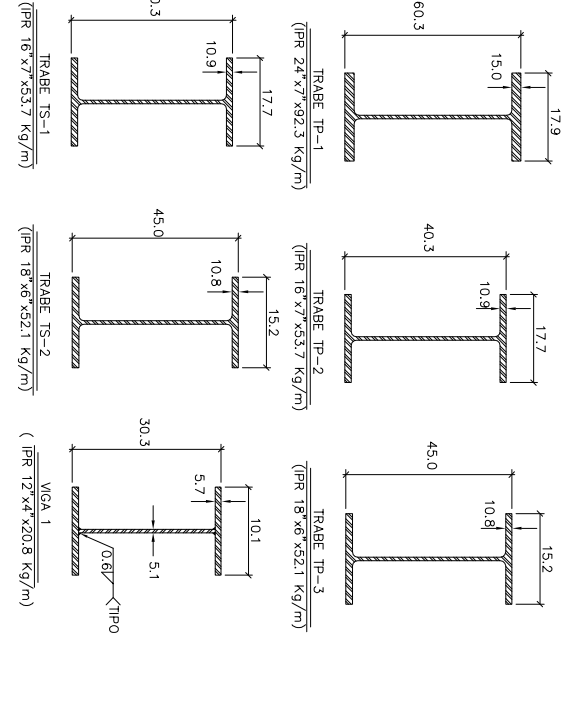 60.3
15.0
17.9
TRABE TP-1
(IPR 24"x7"x92.3 Kg/m)
40.3
10.9
17.7
TRABE TP-2
(IPR 16"x7"x53.7 Kg/m)
45.0
10.8
15.2
TRABE TP-3
(IPR 18"x6"x52.1 Kg/m)
0.3
10.9
17.7
TRABE TS-1
(IPR 16"x7"x53.7 Kg/m)
45.0
10.8
15.2
TRABE TS-2
(IPR 18"x6"x52.1 Kg/m)
30.3
5.7
10.1
5.1
0.6
TIPO
VIGA 1
( IPR 12"x4"x20.8 Kg/m)